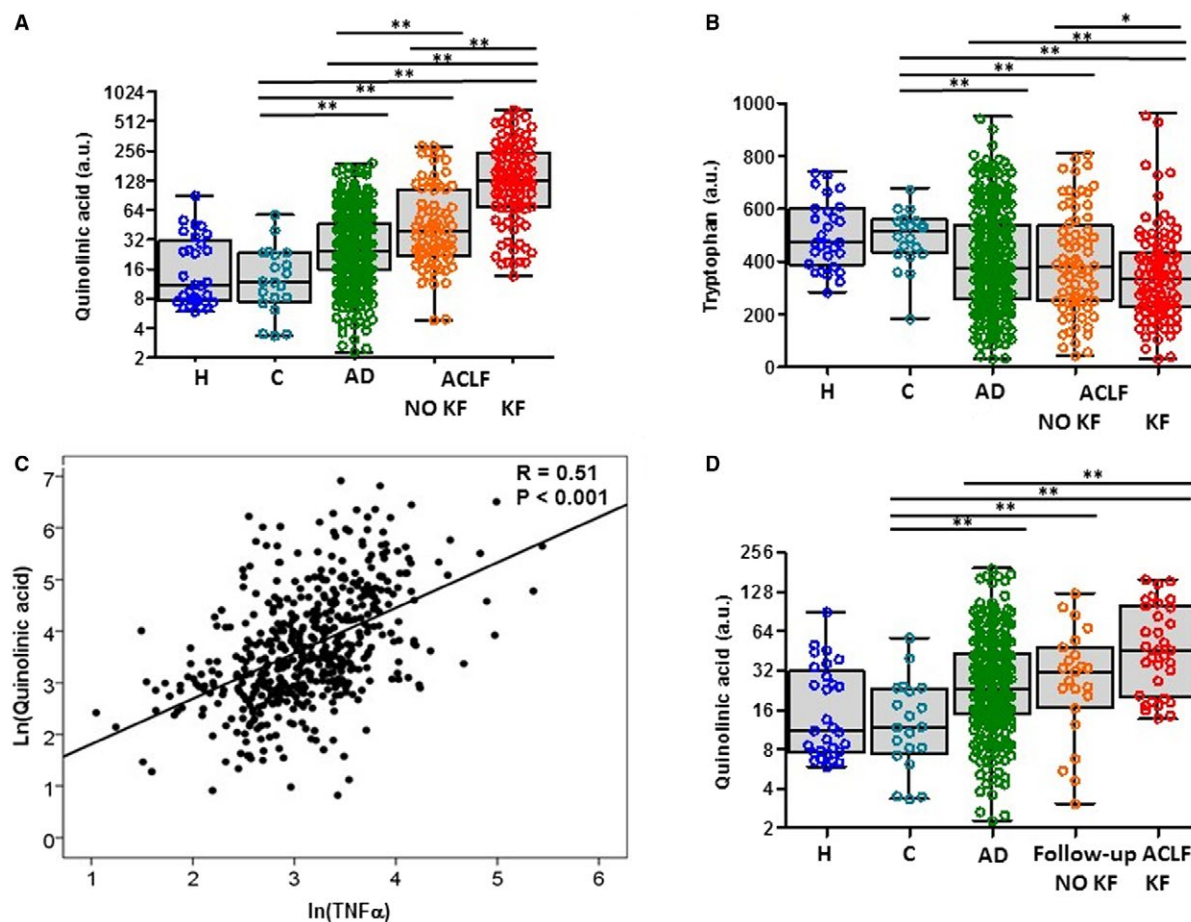 A
**
**
**
**
**
**
Quinolinic acid (a.u.)
1024
512
256
128
64
32
16
8
4
2
H C AD ACLF
NO KF KF
B
*
**
**
**
**
Tryptophan (a.u.)
1000
800
600
400
200
0
H C AD ACLF
NO KF KF
C
R = 0.51
P < 0.001
Ln(Quinolinic acid)
7
6
5
4
3
2
1
0
1 2 3 4 5 6
ln(TNFα)
D
**
**
**
**
Quinolinic acid (a.u.)
256
128
64
32
16
8
4
2
H C AD Follow-up ACLF
NO KF KF